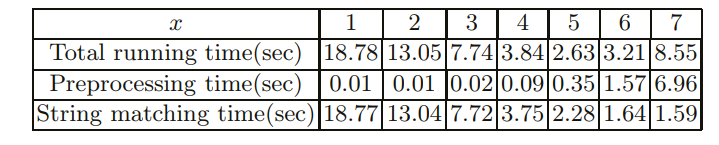 x 1 2 3 4 5 6 7
Total running time(sec) 18.78 13.05 7.74 3.84 2.63 3.21 8.55
Preprocessing time(sec) 0.01 0.01 0.02 0.09 0.35 1.57 6.96
String matching time(sec) 18.77 13.04 7.72 3.75 2.28 1.64 1.59